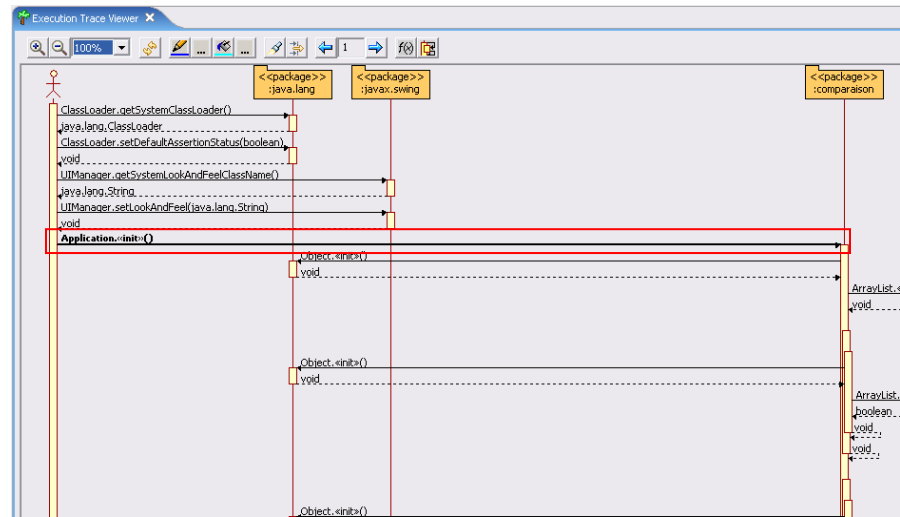 Execution Trace Viewer
100%
...
...
1
f(x)
<<package>>
:java.lang
<<package>>
:javax.swing
<<package>>
:comparaison
ClassLoader.getSystemClassLoader()
java.lang.ClassLoader
ClassLoader.setDefaultAssertionStatus(boolean)
void
UIManager.getSystemLookAndFeelClassName()
java.lang.String
UIManager.setLookAndFeel(java.lang.String)
void
Application.«init»()
Object.«init»()
void
ArrayList.«
void
Object.«init»()
void
ArrayList.
boolean
void
void
Object.«init»()